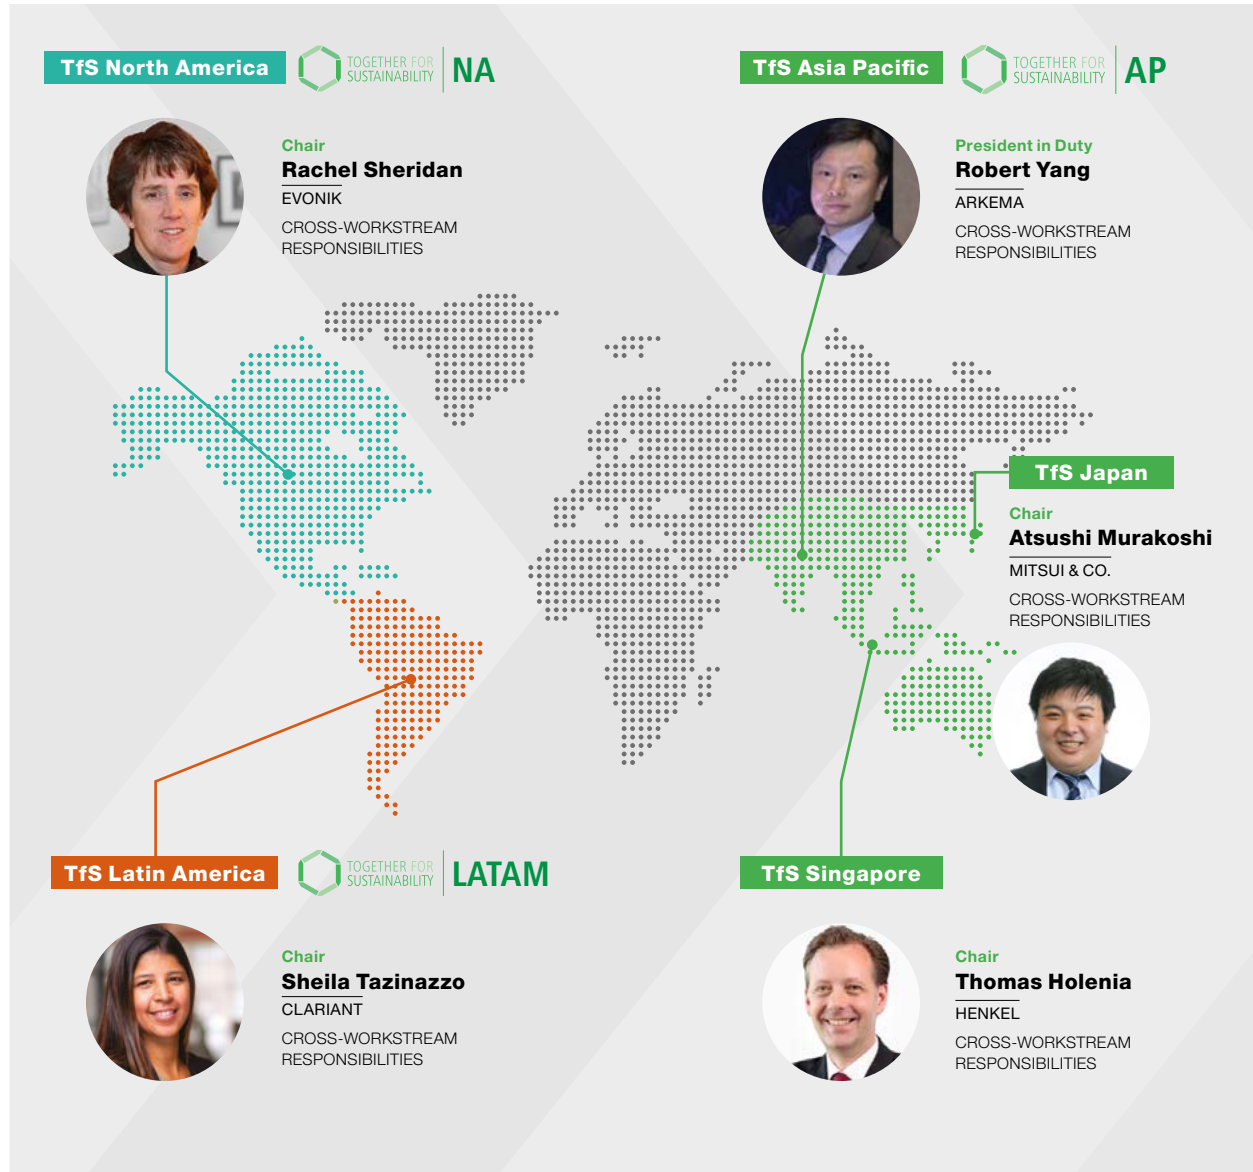 TfS North America
TOGETHER FOR
SUSTAINABILITY
NA
Chair
Rachel Sheridan
EVONIK
CROSS-WORKSTREAM
RESPONSIBILITIES
TfS Asia Pacific
TOGETHER FOR
SUSTAINABILITY
AP
President in Duty
Robert Yang
ARKEMA
CROSS-WORKSTREAM
RESPONSIBILITIES
TfS Japan
Chair
Atsushi Murakoshi
MITSUI & CO.
CROSS-WORKSTREAM
RESPONSIBILITIES
TfS Latin America
TOGETHER FOR
SUSTAINABILITY
LATAM
Chair
Sheila Tazinazzo
CLARIANT
CROSS-WORKSTREAM
RESPONSIBILITIES
TfS Singapore
Chair
Thomas Holenia
HENKEL
CROSS-WORKSTREAM
RESPONSIBILITIES